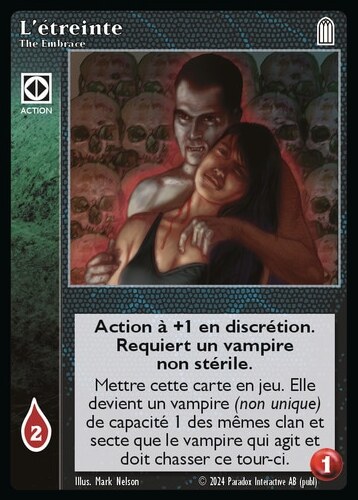 L'étreinte
The Embrace
ACTION
Action à +1 en discrétion.
Requiert un vampire
non stérile.
Mettre cette carte en jeu. Elle
devient un vampire (non unique)
de capacité 1 des mêmes clan et
secte que le vampire qui agit et
doit chasser ce tour-ci.
2
1
Illus. Mark Nelson © 2024 Paradox Interactive AB (publ)